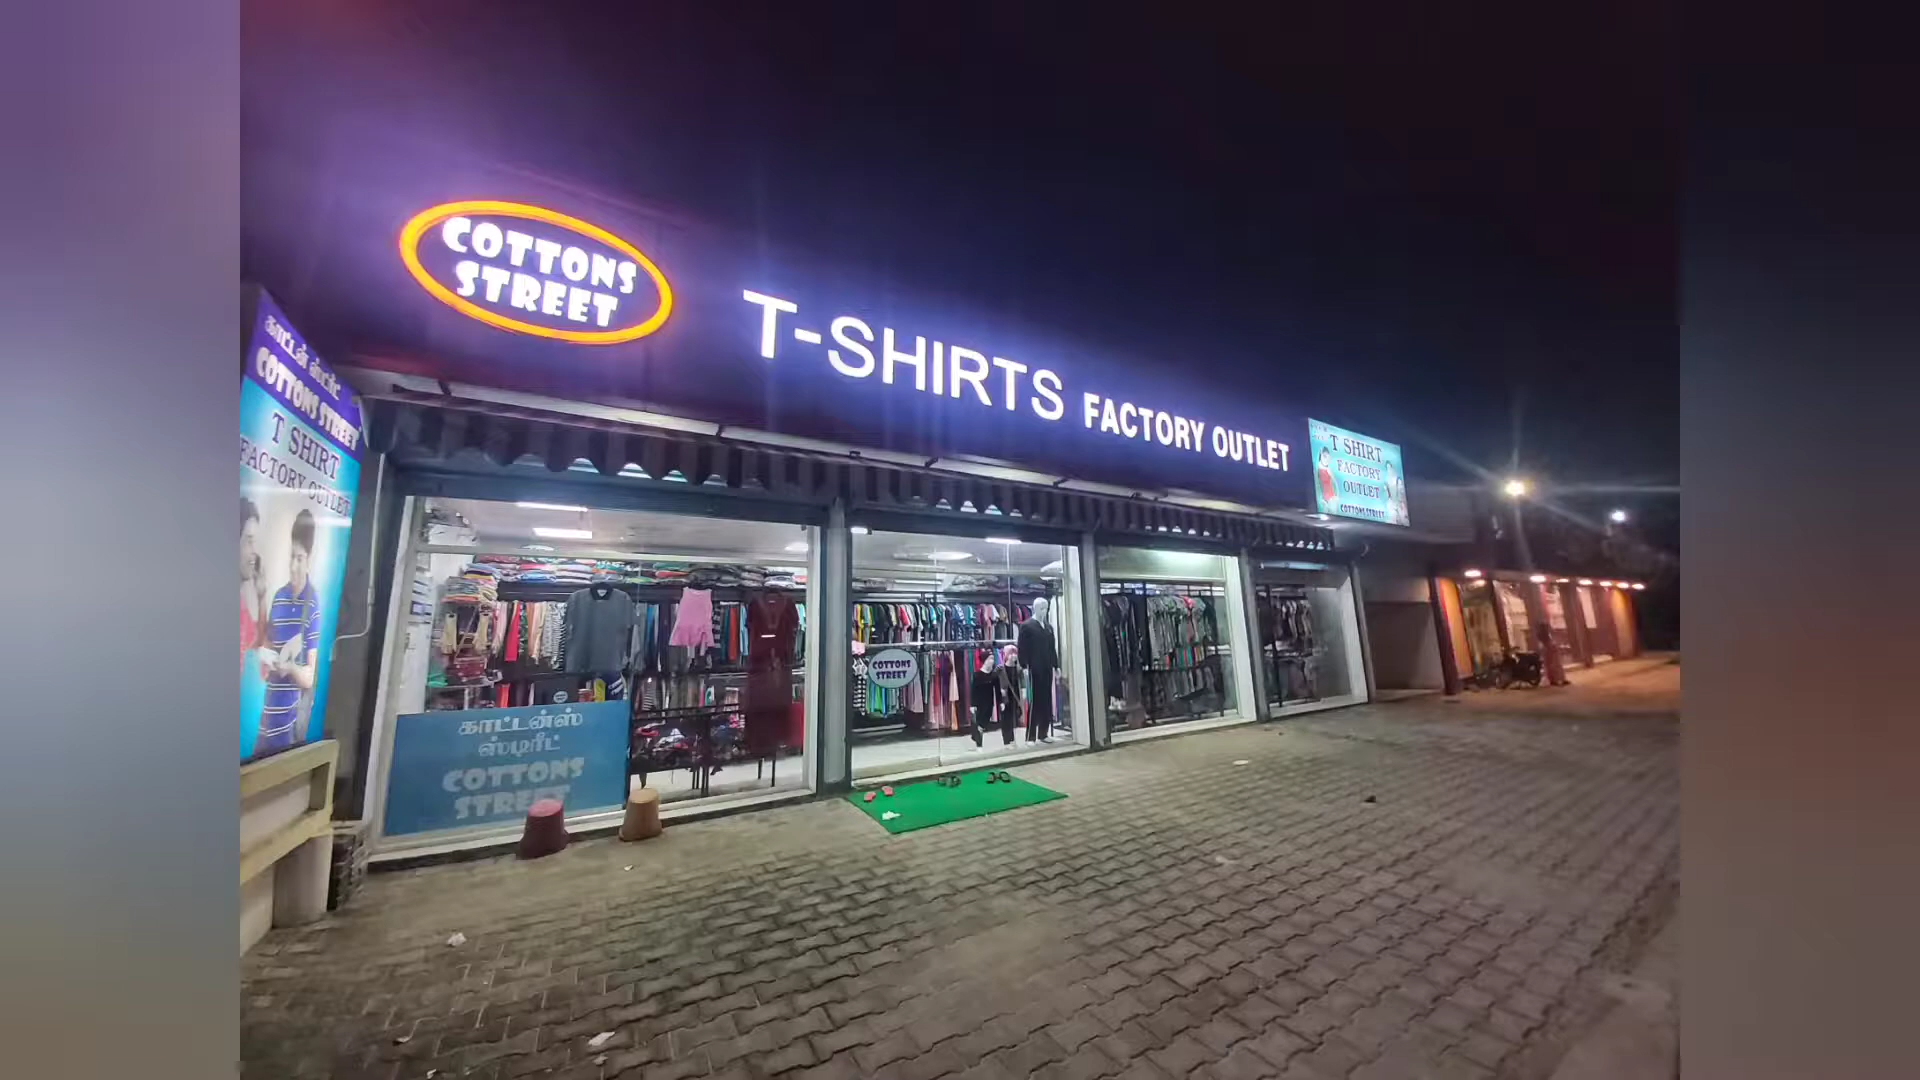 COTTONS
STREET
T-SHIRTS FACTORY OUTLET
காட்டன் ஸ்டீரீட்
COTTONS STREET
T SHIRT
FACTORY OUTLET
T SHIRT
FACTORY
OUTLET
COTTONS STREET
COTTONS
STREET
காட்டன்ஸ்
ஸ்டிரீட்
COTTONS
STREET